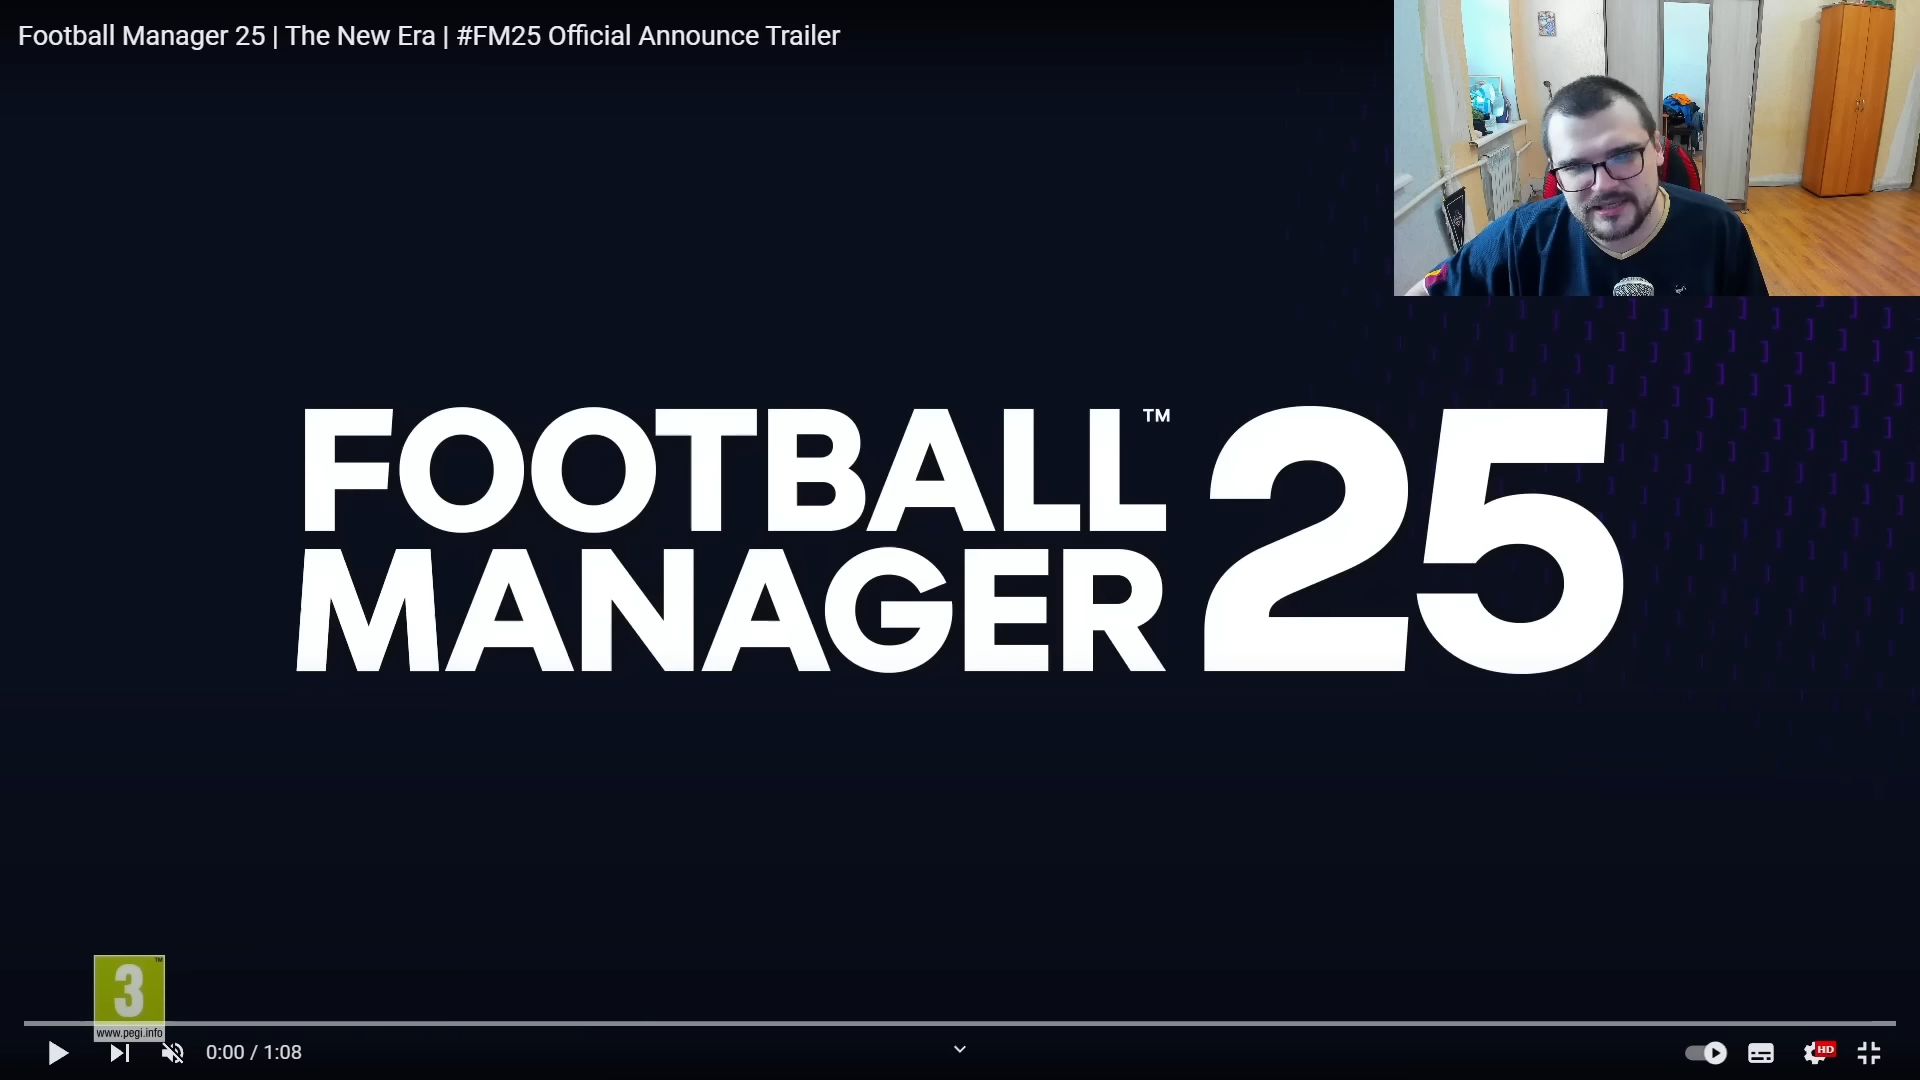 Football Manager 25 | The New Era | #FM25 Official Announce Trailer
FOOTBALL™
MANAGER 25
3™
www.pegi.info
0:00 / 1:08
HD